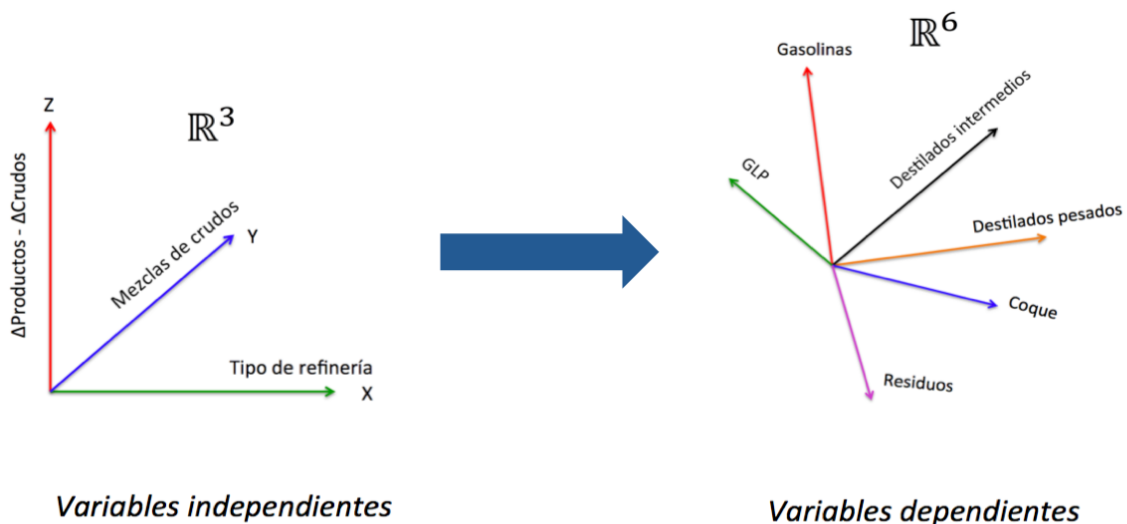 Z
ℝ³
ΔProductos - ΔCrudos
Mezclas de crudos
Y
Tipo de refinería
X
Variables independientes
ℝ⁶
Gasolinas
Destilados intermedios
GLP
Destilados pesados
Coque
Residuos
Variables dependientes